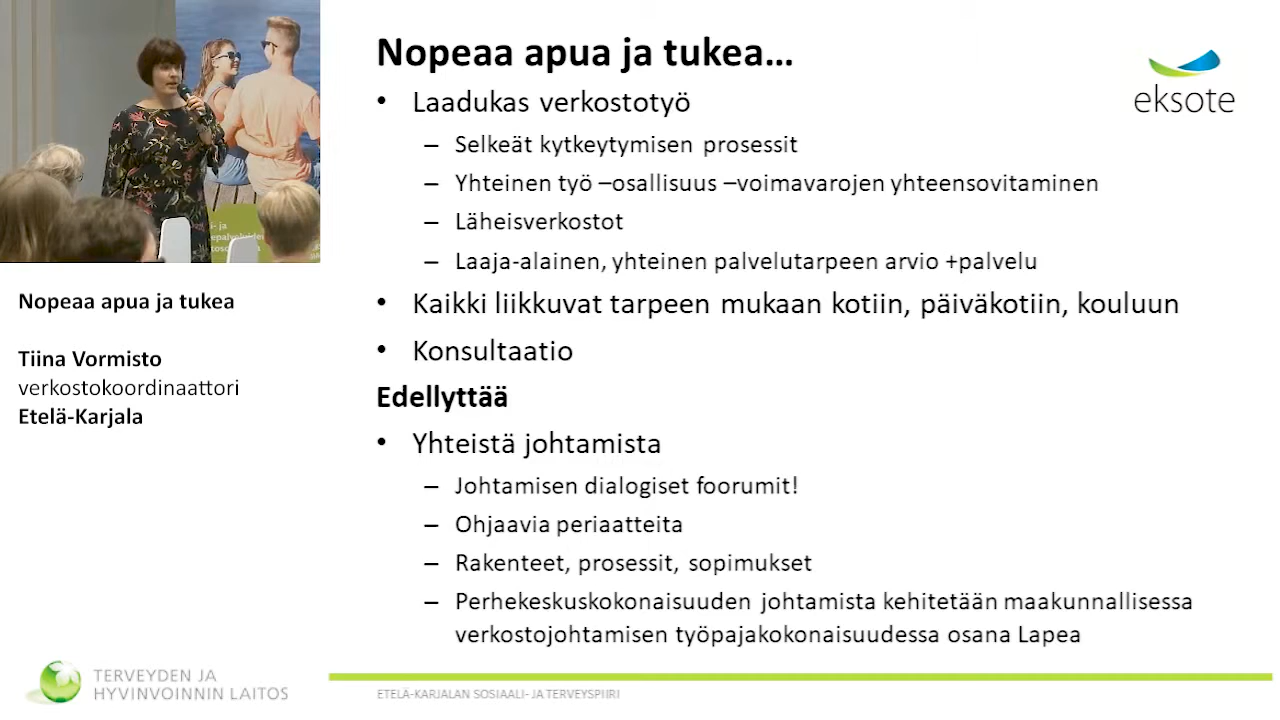 Nopeaa apua ja tukea…
• Laadukas verkostotyö
– Selkeät kytkeytymisen prosessit
– Yhteinen työ –osallisuus –voimavarojen yhteensovitaminen
– Läheisverkostot
– Laaja-alainen, yhteinen palvelutarpeen arvio +palvelu
• Kaikki liikkuvat tarpeen mukaan kotiin, päiväkotiin, kouluun
• Konsultaatio
Edellyttää
• Yhteistä johtamista
– Johtamisen dialogiset foorumit!
– Ohjaavia periaatteita
– Rakenteet, prosessit, sopimukset
– Perhekeskuskokonaisuuden johtamista kehitetään maakunnallisessa
verkostojohtamisen työpajakokonaisuudessa osana Lapea
eksote
Nopeaa apua ja tukea
Tiina Vormisto
verkostokoordinaattori
Etelä-Karjala
TERVEYDEN JA
HYVINVOINNIN LAITOS
ETELÄ-KARJALAN SOSIAALI- JA TERVEYSPIIRI